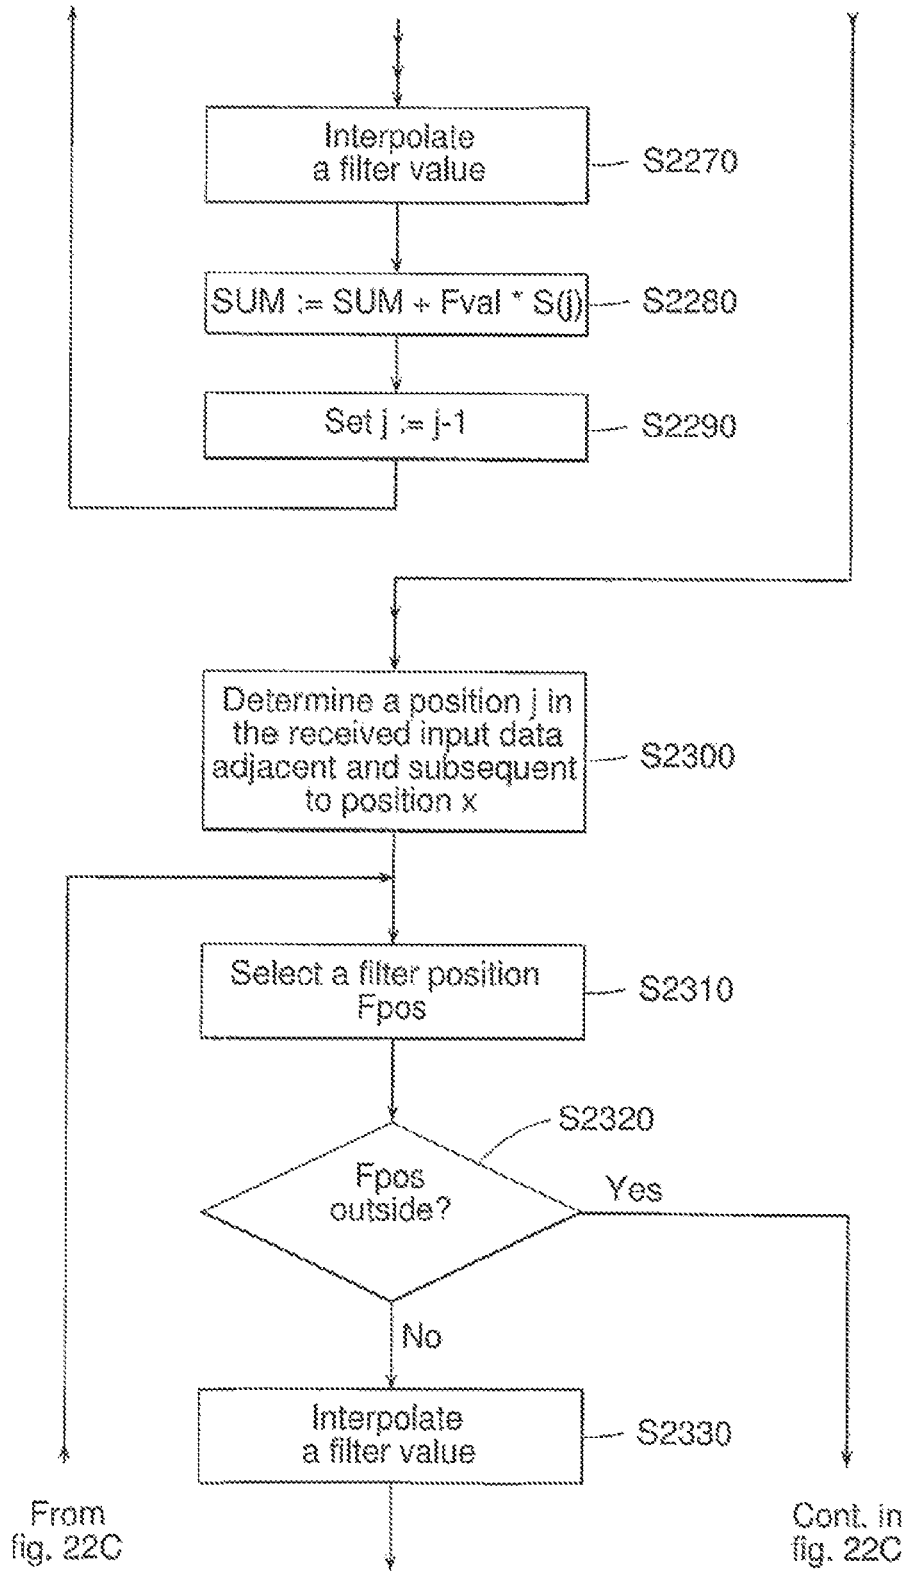 Interpolate
a filter value
S2270
SUM := SUM + Fval * S(j)
S2280
Set j := j-1
S2290
Determine a position j in
the received input data
adjacent and subsequent
to position x
S2300
Select a filter position
Fpos
S2310
S2320
Fpos
outside?
Yes
No
Interpolate
a filter value
S2330
From
fig. 22C
Cont. in
fig. 22C